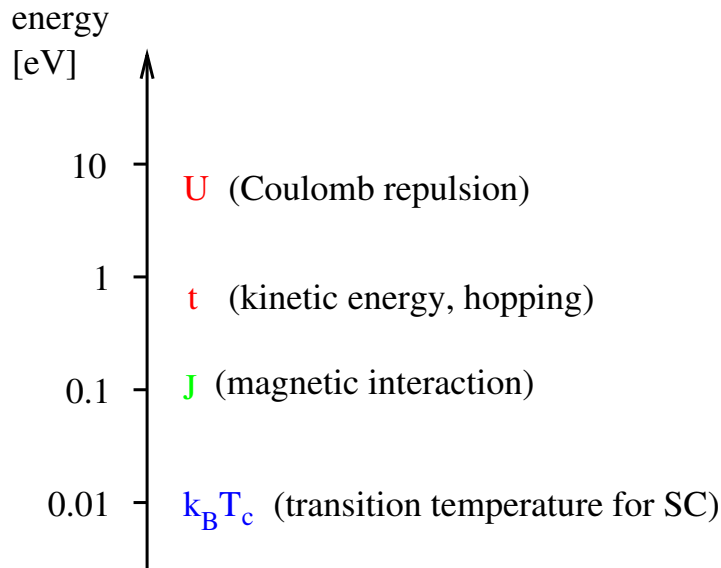 energy
[eV]
10
U (Coulomb repulsion)
1
t (kinetic energy, hopping)
0.1
J (magnetic interaction)
0.01
k_BT_c (transition temperature for SC)